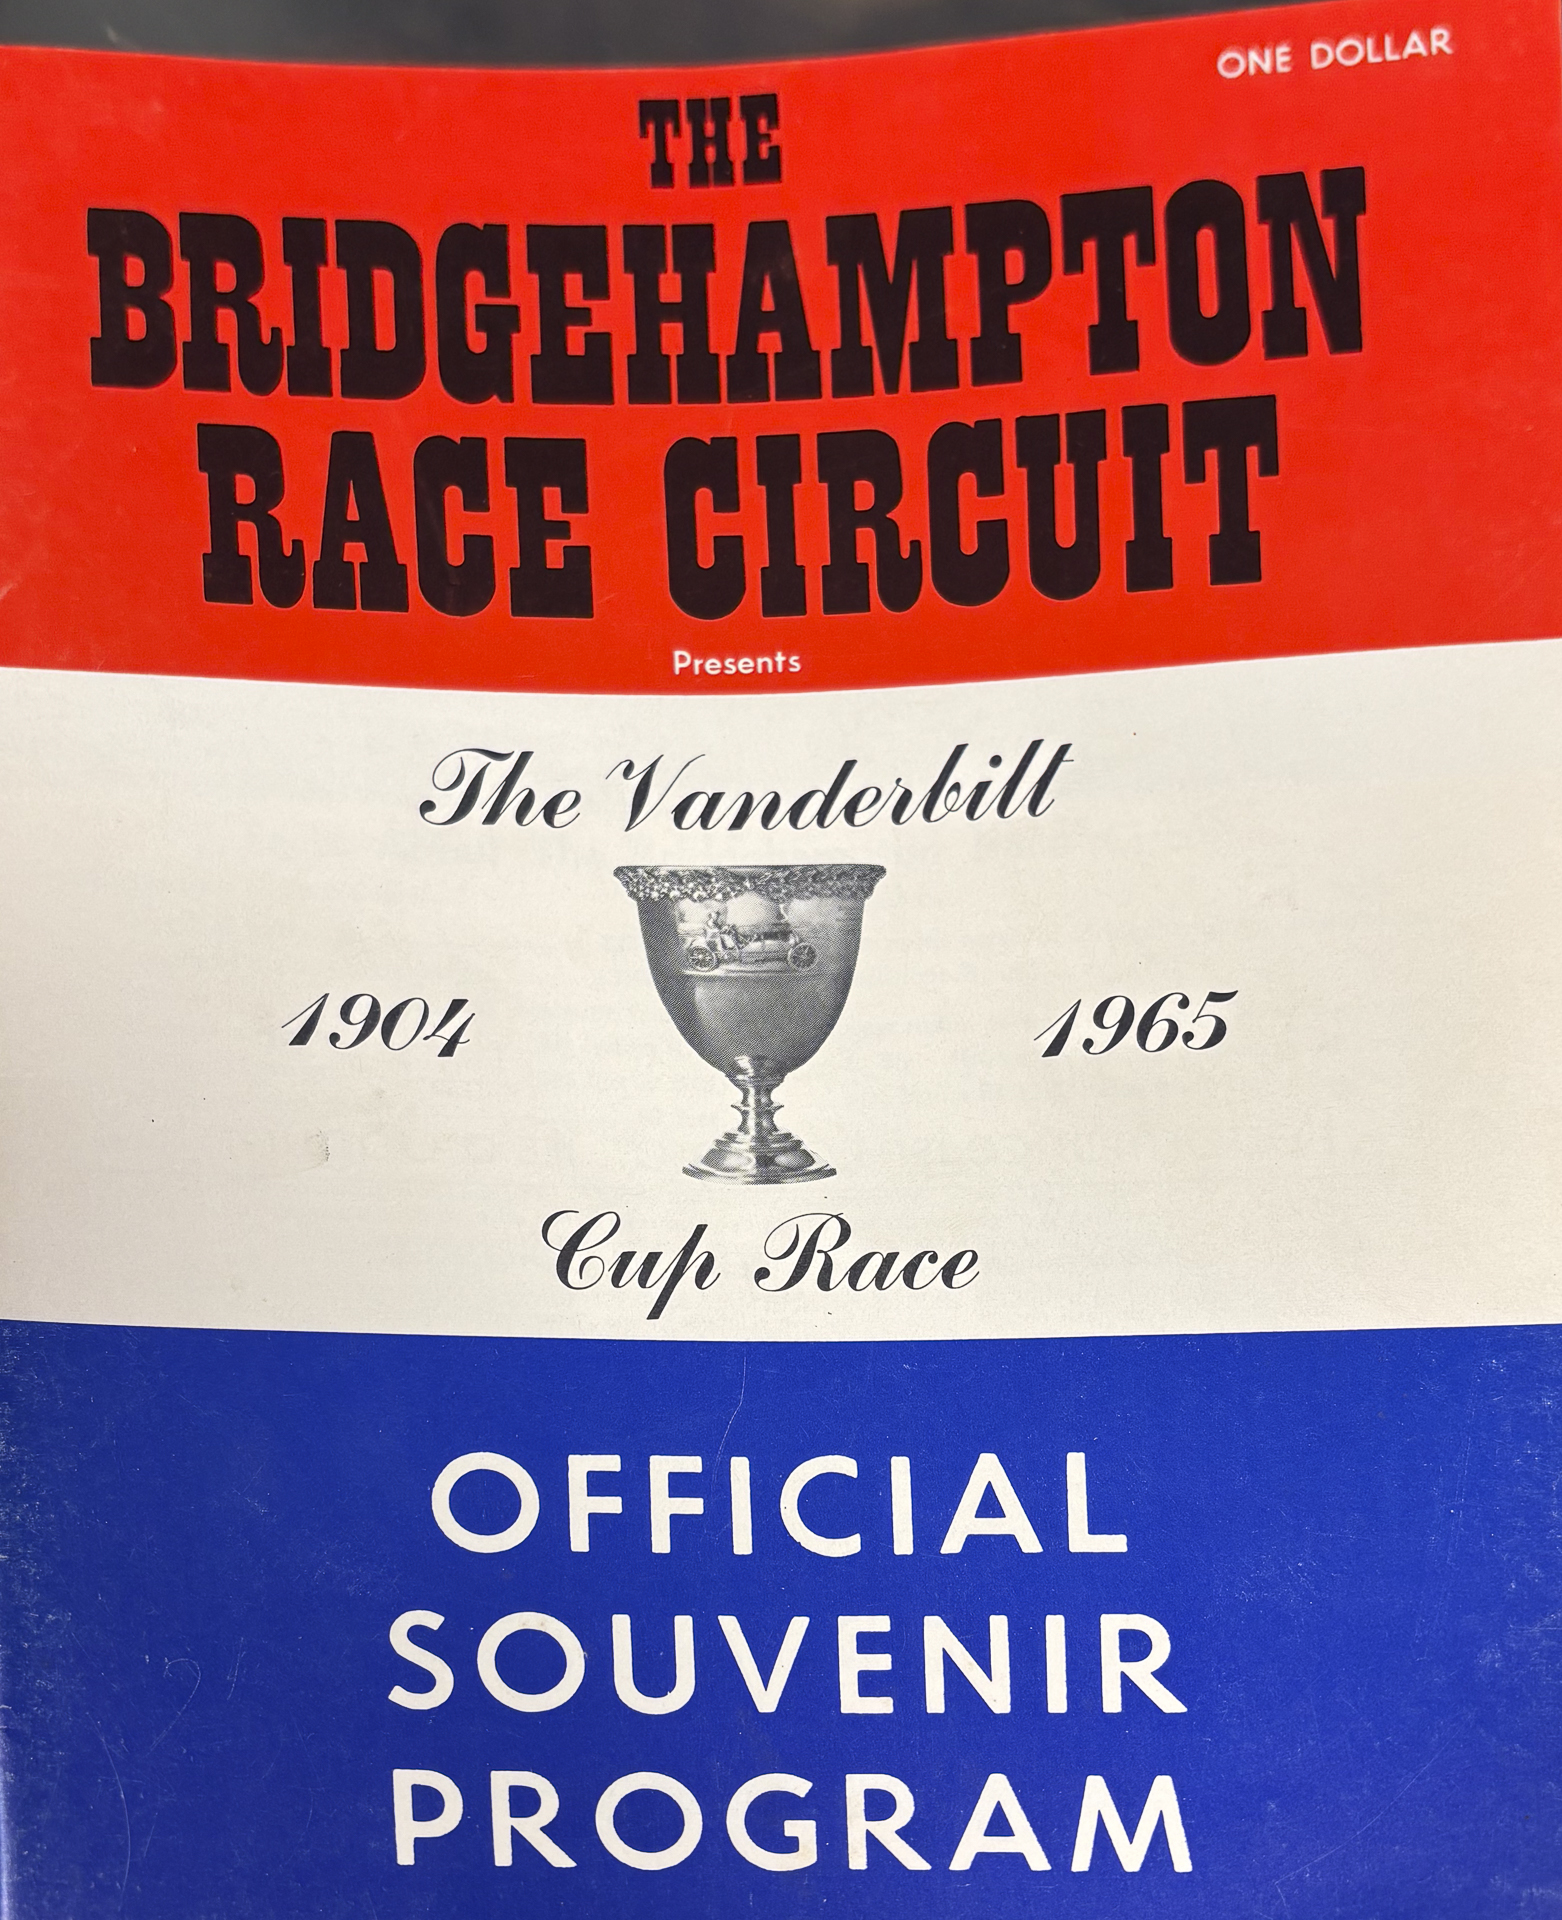 ONE DOLLAR
THE
BRIDGEHAMPTON
RACE CIRCUIT
Presents
The Vanderbilt
1904 1965
Cup Race
OFFICIAL
SOUVENIR
PROGRAM